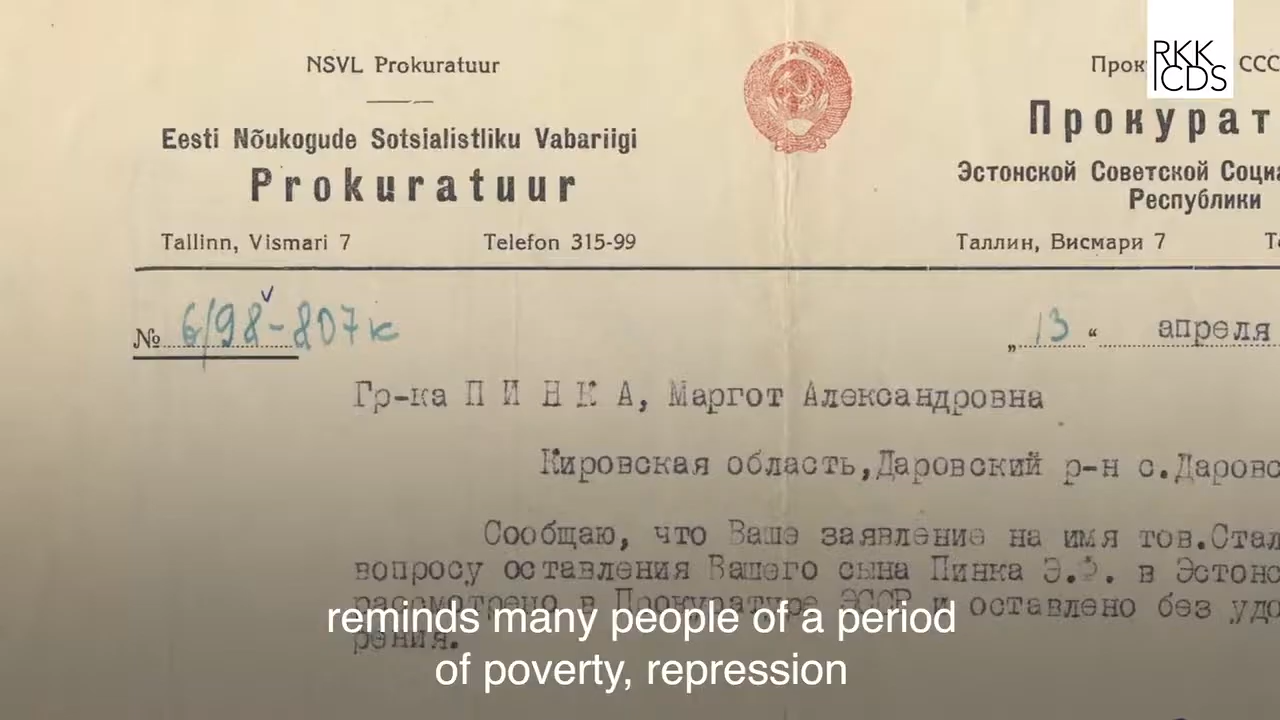 RKK
ICDS
NSVL Prokuratuur
Eesti Nõukogude Sotsialistliku Vabariigi
Prokuratuur
Tallinn, Vismari 7 Telefon 315-99
Прок СССР
Прокурат
Эстонской Советской Социа
Республики
Таллин, Висмари 7 Т
№ 6/98-807к
„13“ апреля
Гр-ка ПИНКА, Маргот Александровна
Кировская область,Даровский р-н с.Даровс
Сообщаю, что Ваше заявление на имя тов.Стал
вопросу оставления Вашего сына Пинка Э.Э. в Эстонс
рассмотрено в Прокуратуре ЭССР и оставлено без удо
рения.
reminds many people of a period
of poverty, repression